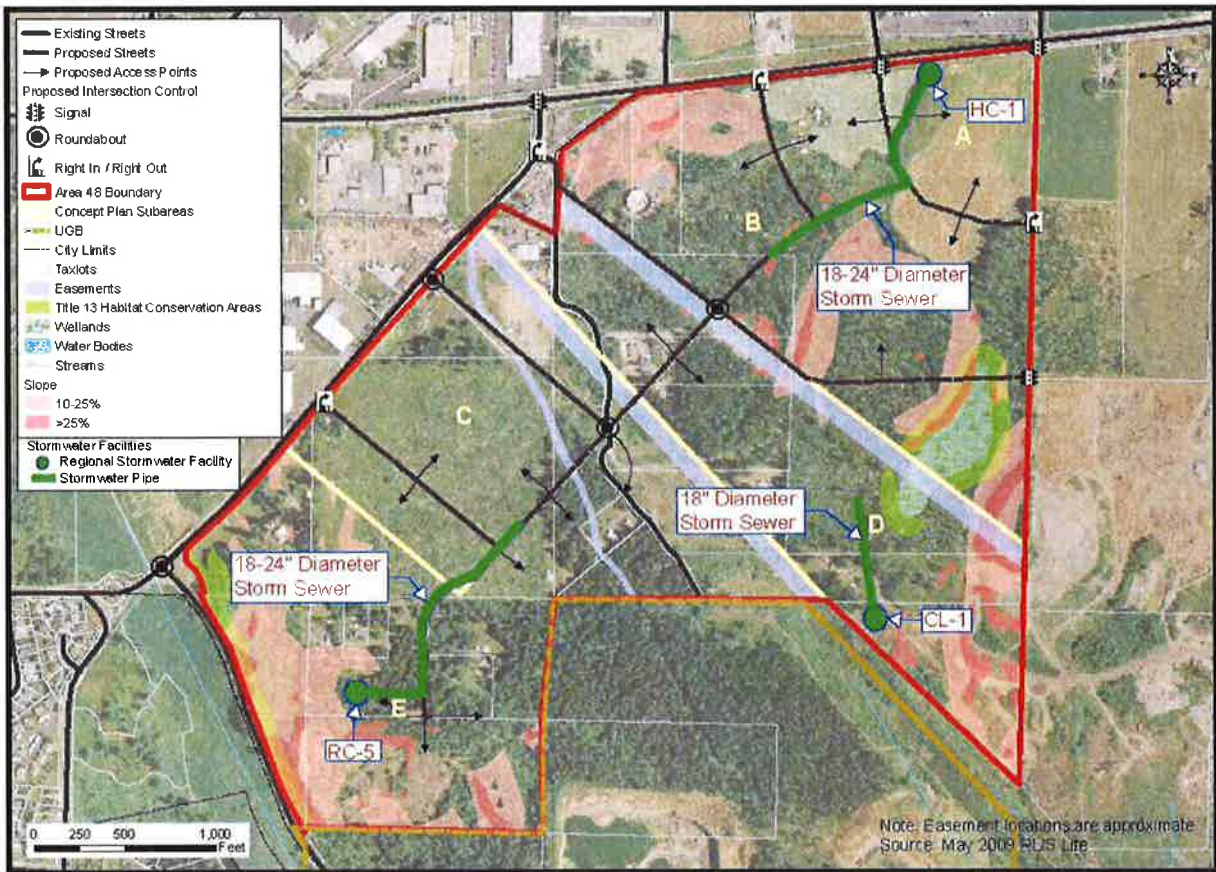 Existing Streets
Proposed Streets
Proposed Access Points
Proposed Intersection Control
Signal
Roundabout
Right In / Right Out
Area 48 Boundary
Concept Plan Subareas
UGB
City Limits
Taxlots
Easements
Title 13 Habitat Conservation Areas
Wetlands
Water Bodies
Streams
Slope
10-25%
>25%
Stormwater Facilities
Regional Stormwater Facility
Stormwater Pipe
HC-1
A
B
18-24" Diameter
Storm Sewer
C
18" Diameter
Storm Sewer
D
18-24" Diameter
Storm Sewer
CL-1
E
RC-5
0 250 500 1,000
Feet
Note: Easement locations are approximate
Source: May 2009 RLIS Lite